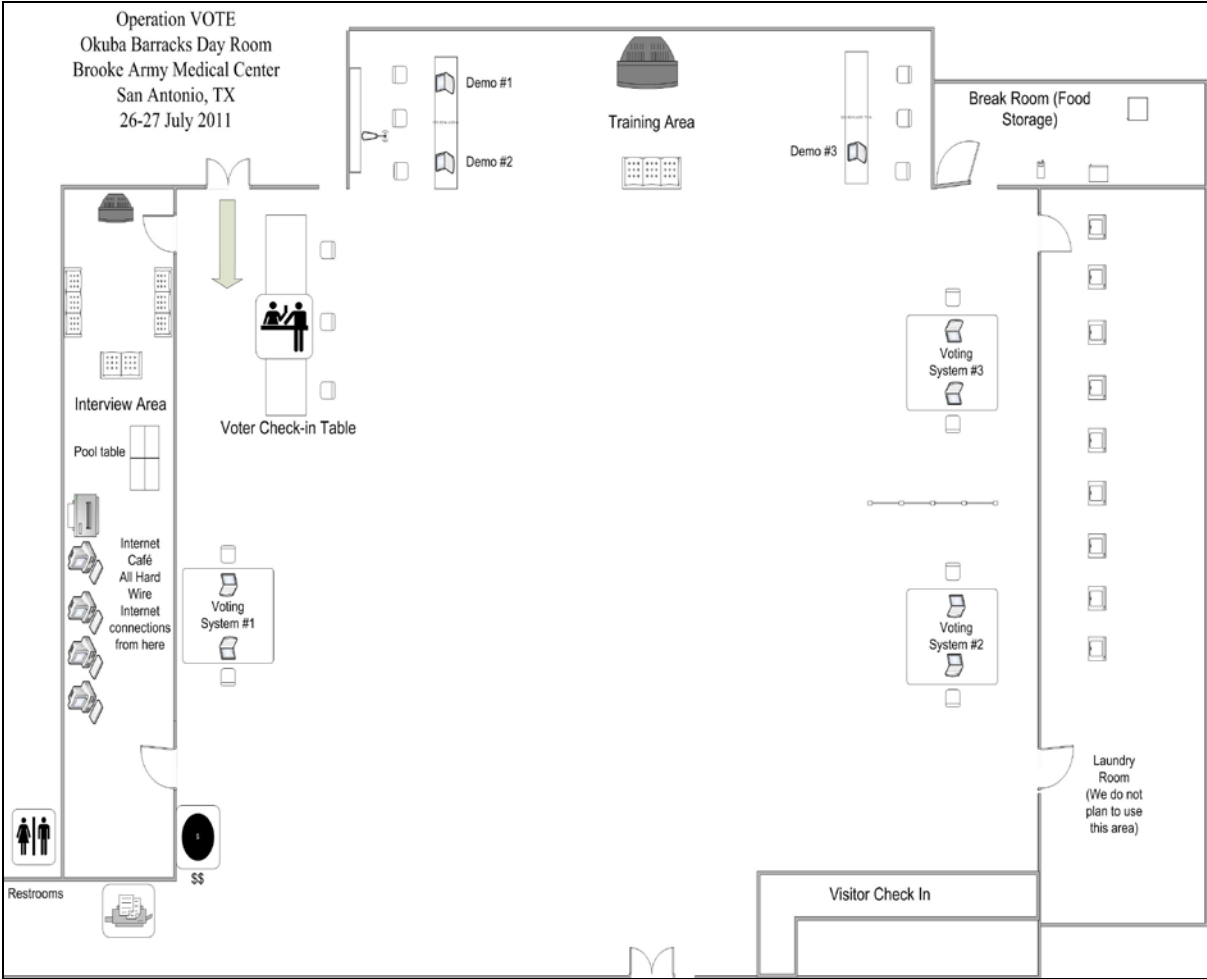 Operation VOTE
Okuba Barracks Day Room
Brooke Army Medical Center
San Antonio, TX
26-27 July 2011
Demo #1
Demo #2
Training Area
Demo #3
Break Room (Food
Storage)
Voter Check-in Table
Interview Area
Pool table
Internet
Café
All Hard
Wire
Internet
connections
from here
Voting
System #1
Voting
System #3
Voting
System #2
Laundry
Room
(We do not
plan to use
this area)
$$
Restrooms
Visitor Check In